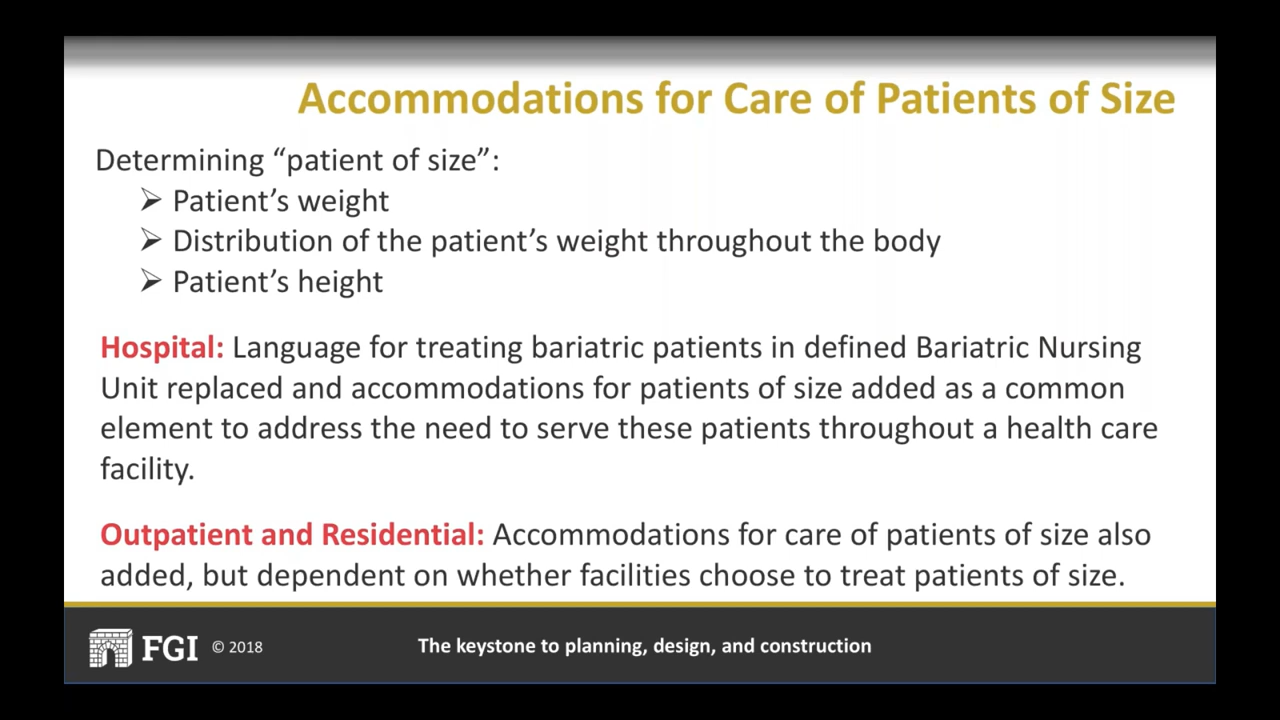 Accommodations for Care of Patients of Size
Determining “patient of size”:
➢ Patient’s weight
➢ Distribution of the patient’s weight throughout the body
➢ Patient’s height
Hospital: Language for treating bariatric patients in defined Bariatric Nursing
Unit replaced and accommodations for patients of size added as a common
element to address the need to serve these patients throughout a health care
facility.
Outpatient and Residential: Accommodations for care of patients of size also
added, but dependent on whether facilities choose to treat patients of size.
FGI © 2018
The keystone to planning, design, and construction